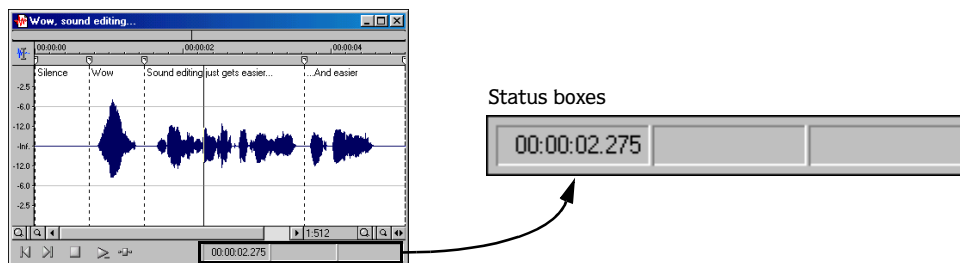 Wow, sound editing...
00:00:00 00:00:02 00:00:04
Silence Wow Sound editing just gets easier... ...And easier
-2.5
-6.0
-12.0
-Inf.
-12.0
-6.0
-2.5
1:512
00:00:02.275
Status boxes
00:00:02.275